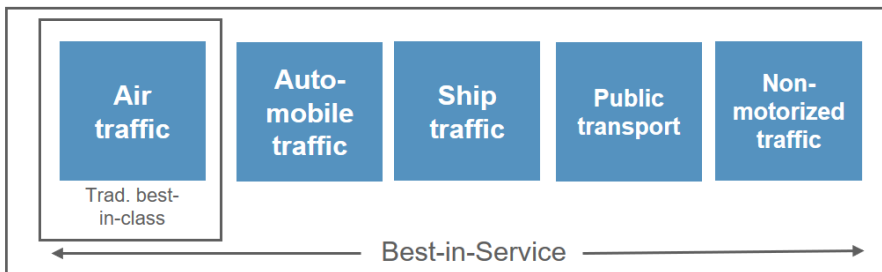 Air
traffic
Auto-
mobile
traffic
Ship
traffic
Public
transport
Non-
motorized
traffic
Trad. best-
in-class
Best-in-Service